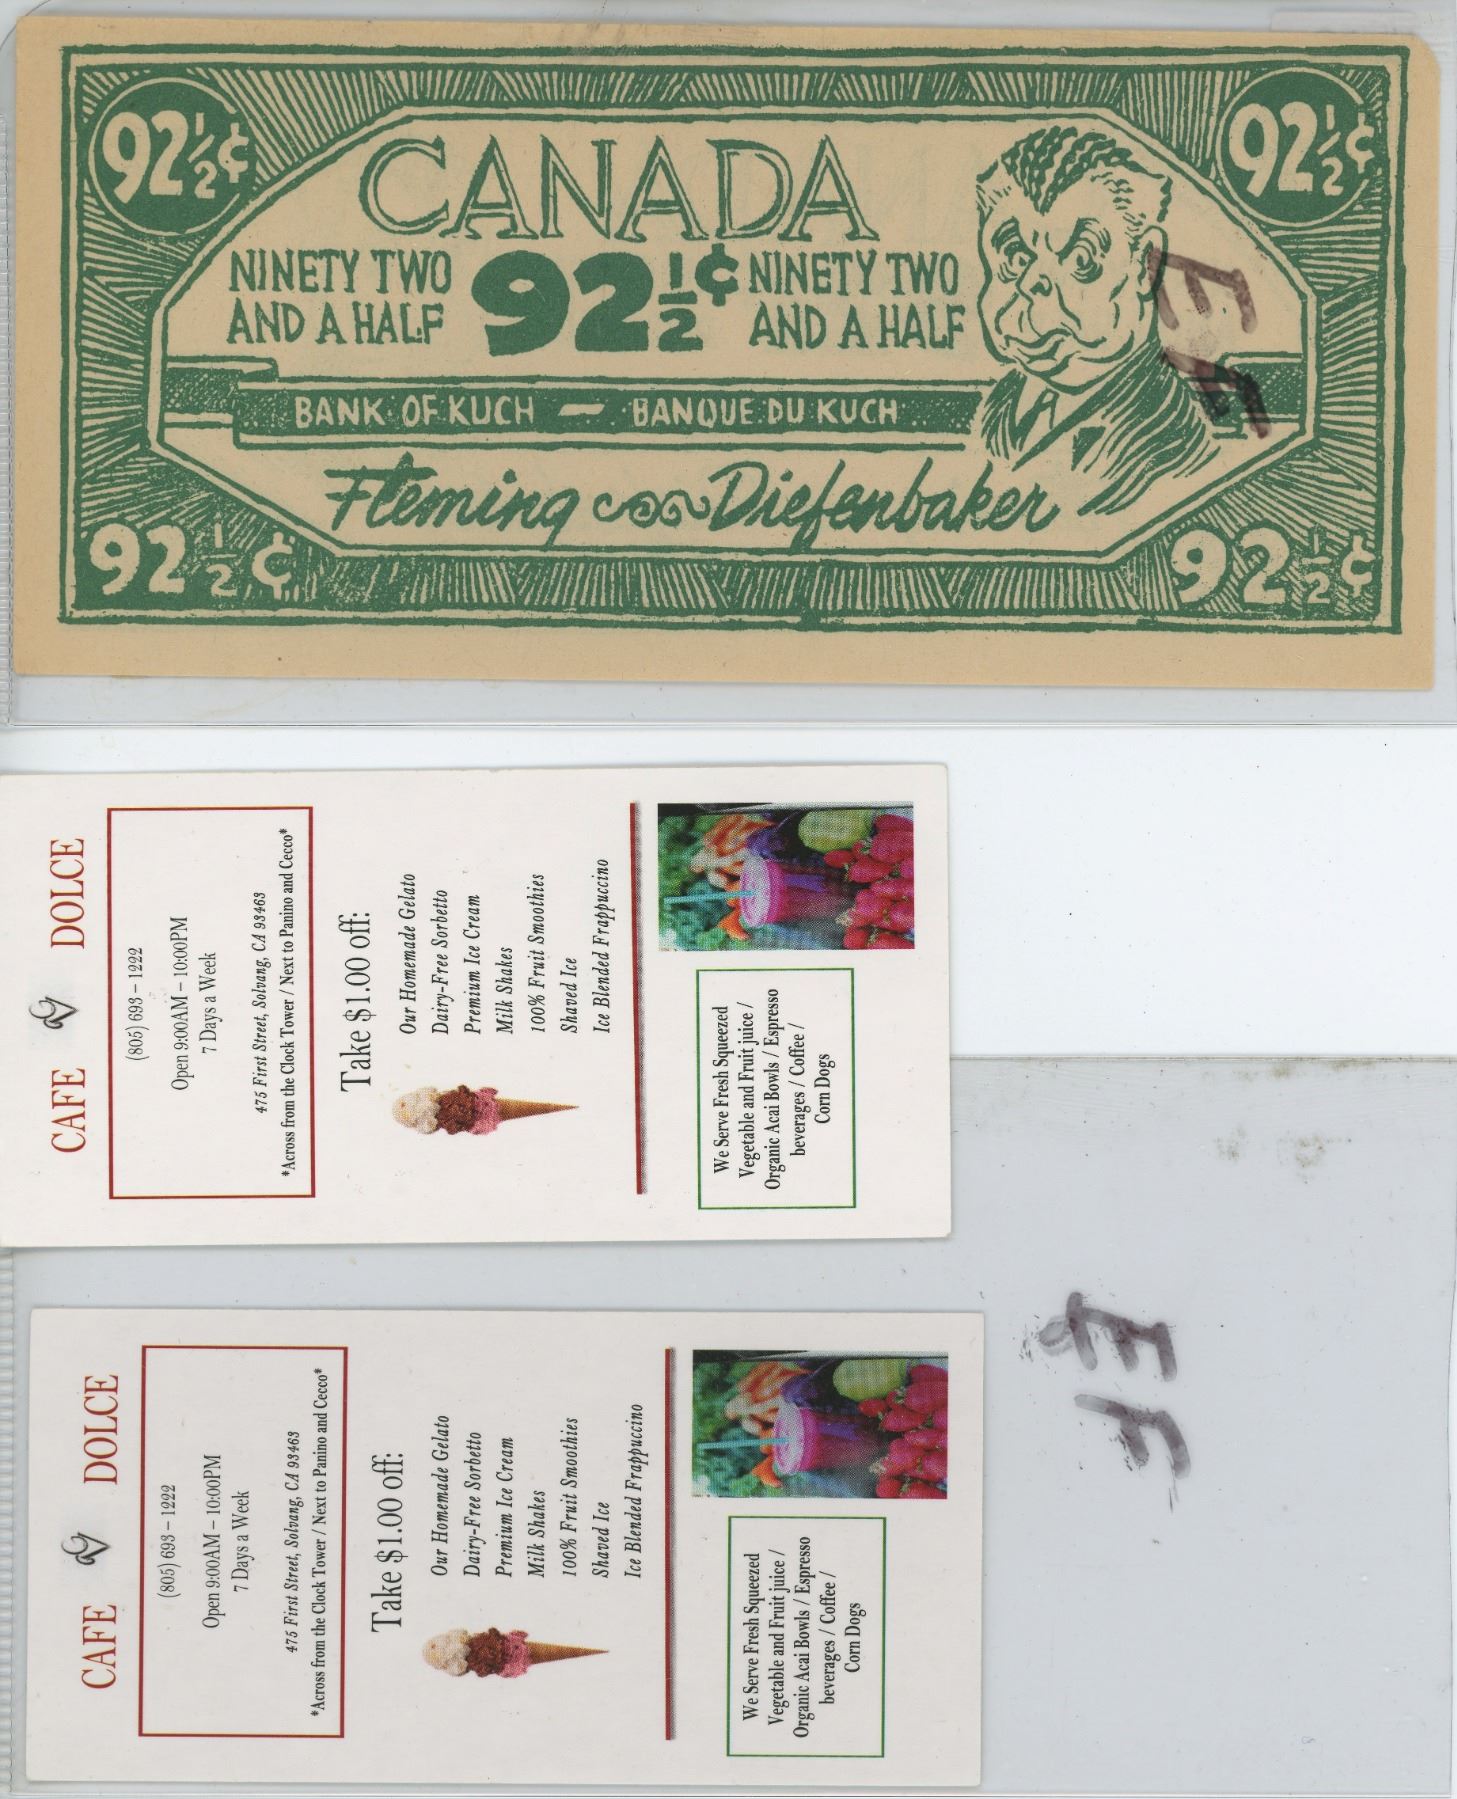 92½¢
92½¢
CANADA
NINETY TWO
AND A HALF
92½¢
NINETY TWO
AND A HALF
BANK OF KUCH — BANQUE DU KUCH
Fleming Diefenbaker
92½¢
92½¢
EF
CAFE DOLCE
(805) 693 – 1222
Open 9:00AM – 10:00PM
7 Days a Week
475 First Street, Solvang, CA 93463
*Across from the Clock Tower / Next to Panino and Cecco*
Take $1.00 off:
Our Homemade Gelato
Dairy-Free Sorbetto
Premium Ice Cream
Milk Shakes
100% Fruit Smoothies
Shaved Ice
Ice Blended Frappuccino
We Serve Fresh Squeezed
Vegetable and Fruit juice /
Organic Acai Bowls / Espresso
beverages / Coffee /
Corn Dogs
CAFE DOLCE
(805) 693 – 1222
Open 9:00AM – 10:00PM
7 Days a Week
475 First Street, Solvang, CA 93463
*Across from the Clock Tower / Next to Panino and Cecco*
Take $1.00 off:
Our Homemade Gelato
Dairy-Free Sorbetto
Premium Ice Cream
Milk Shakes
100% Fruit Smoothies
Shaved Ice
Ice Blended Frappuccino
We Serve Fresh Squeezed
Vegetable and Fruit juice /
Organic Acai Bowls / Espresso
beverages / Coffee /
Corn Dogs
EF